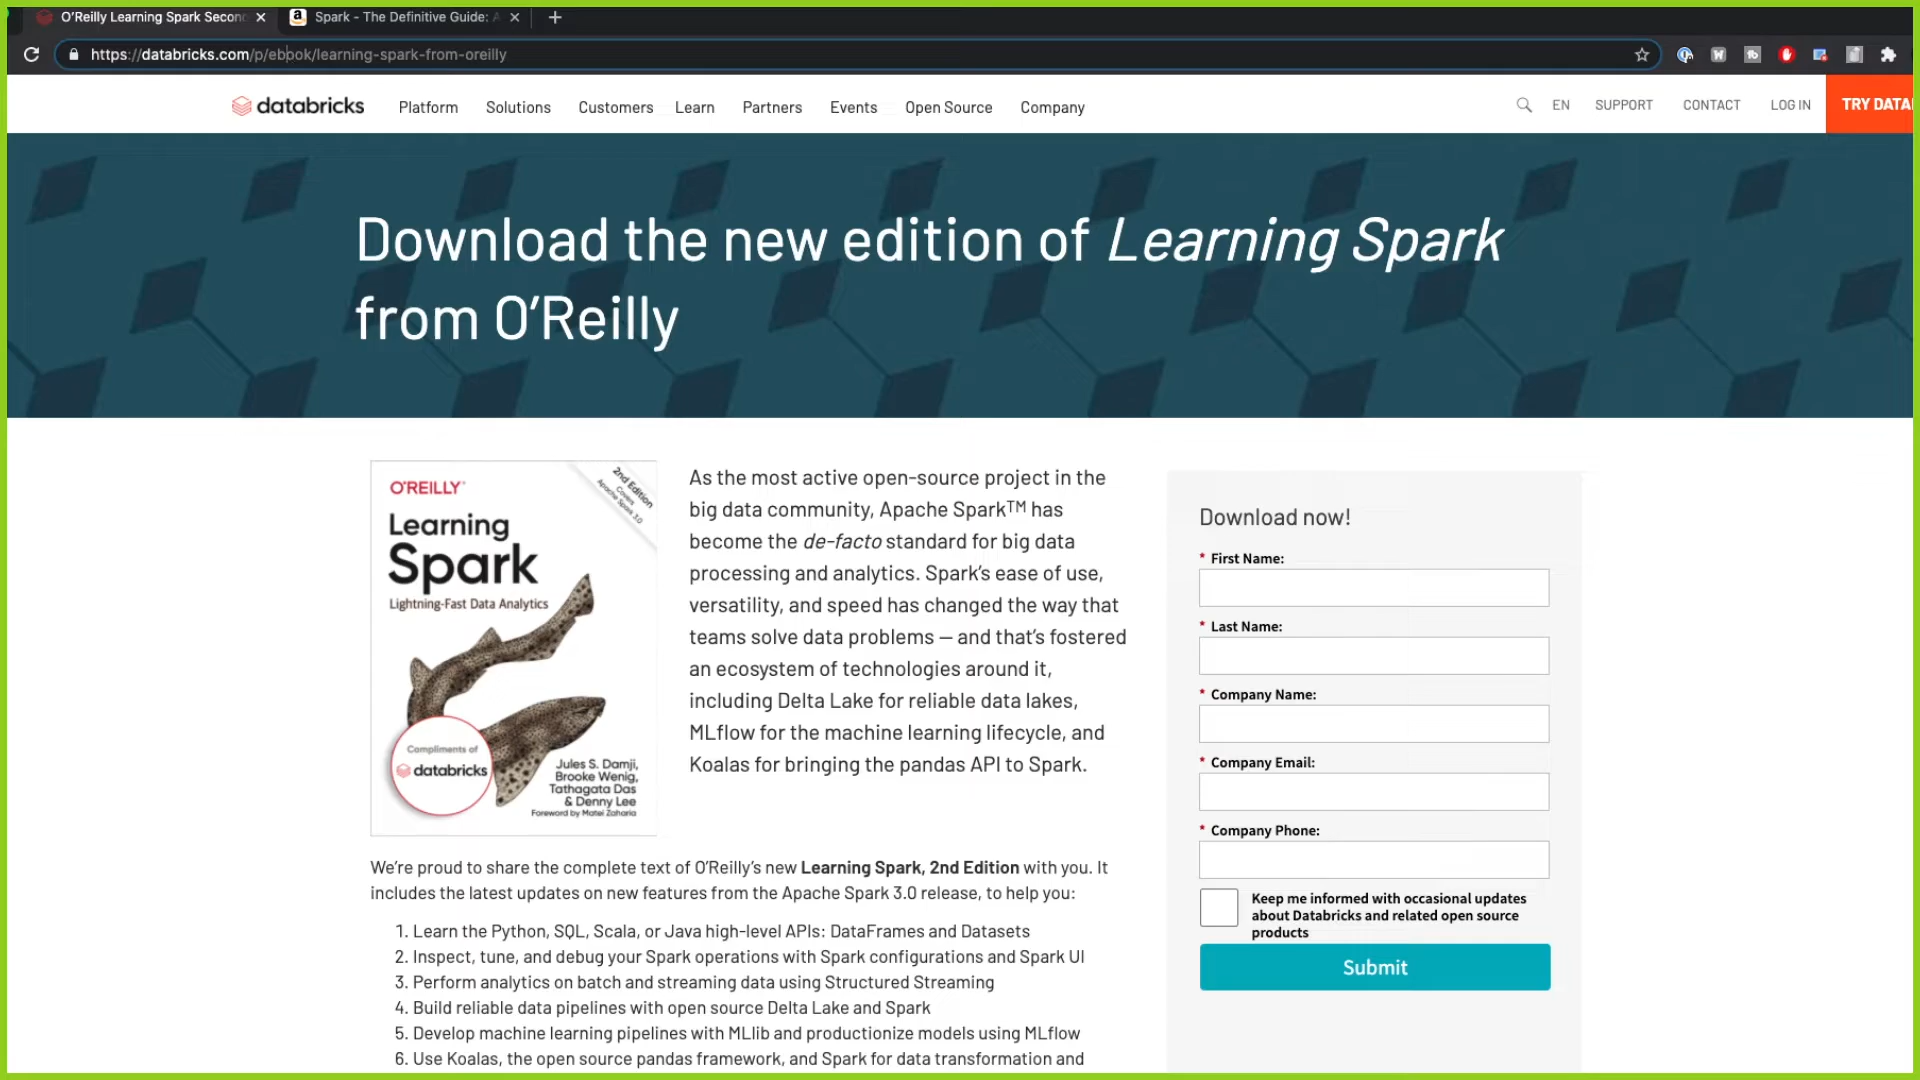 O'Reilly Learning Spark Secon
Spark - The Definitive Guide: A
https://databricks.com/p/ebook/learning-spark-from-oreilly
databricks
Platform
Solutions
Customers
Learn
Partners
Events
Open Source
Company
EN
SUPPORT
CONTACT
LOG IN
TRY DATA
Download the new edition of Learning Spark
from O'Reilly
O'REILLY®
2nd Edition
Covers
Apache Spark 3.0
Learning
Spark
Lightning-Fast Data Analytics
Compliments of
databricks
Jules S. Damji,
Brooke Wenig,
Tathagata Das
& Denny Lee
Foreword by Matei Zaharia
As the most active open-source project in the
big data community, Apache Spark™ has
become the de-facto standard for big data
processing and analytics. Spark's ease of use,
versatility, and speed has changed the way that
teams solve data problems — and that's fostered
an ecosystem of technologies around it,
including Delta Lake for reliable data lakes,
MLflow for the machine learning lifecycle, and
Koalas for bringing the pandas API to Spark.
We're proud to share the complete text of O'Reilly's new Learning Spark, 2nd Edition with you. It
includes the latest updates on new features from the Apache Spark 3.0 release, to help you:
1. Learn the Python, SQL, Scala, or Java high-level APIs: DataFrames and Datasets
2. Inspect, tune, and debug your Spark operations with Spark configurations and Spark UI
3. Perform analytics on batch and streaming data using Structured Streaming
4. Build reliable data pipelines with open source Delta Lake and Spark
5. Develop machine learning pipelines with MLlib and productionize models using MLflow
6. Use Koalas, the open source pandas framework, and Spark for data transformation and
Download now!
* First Name:
* Last Name:
* Company Name:
* Company Email:
* Company Phone:
Keep me informed with occasional updates
about Databricks and related open source
products
Submit